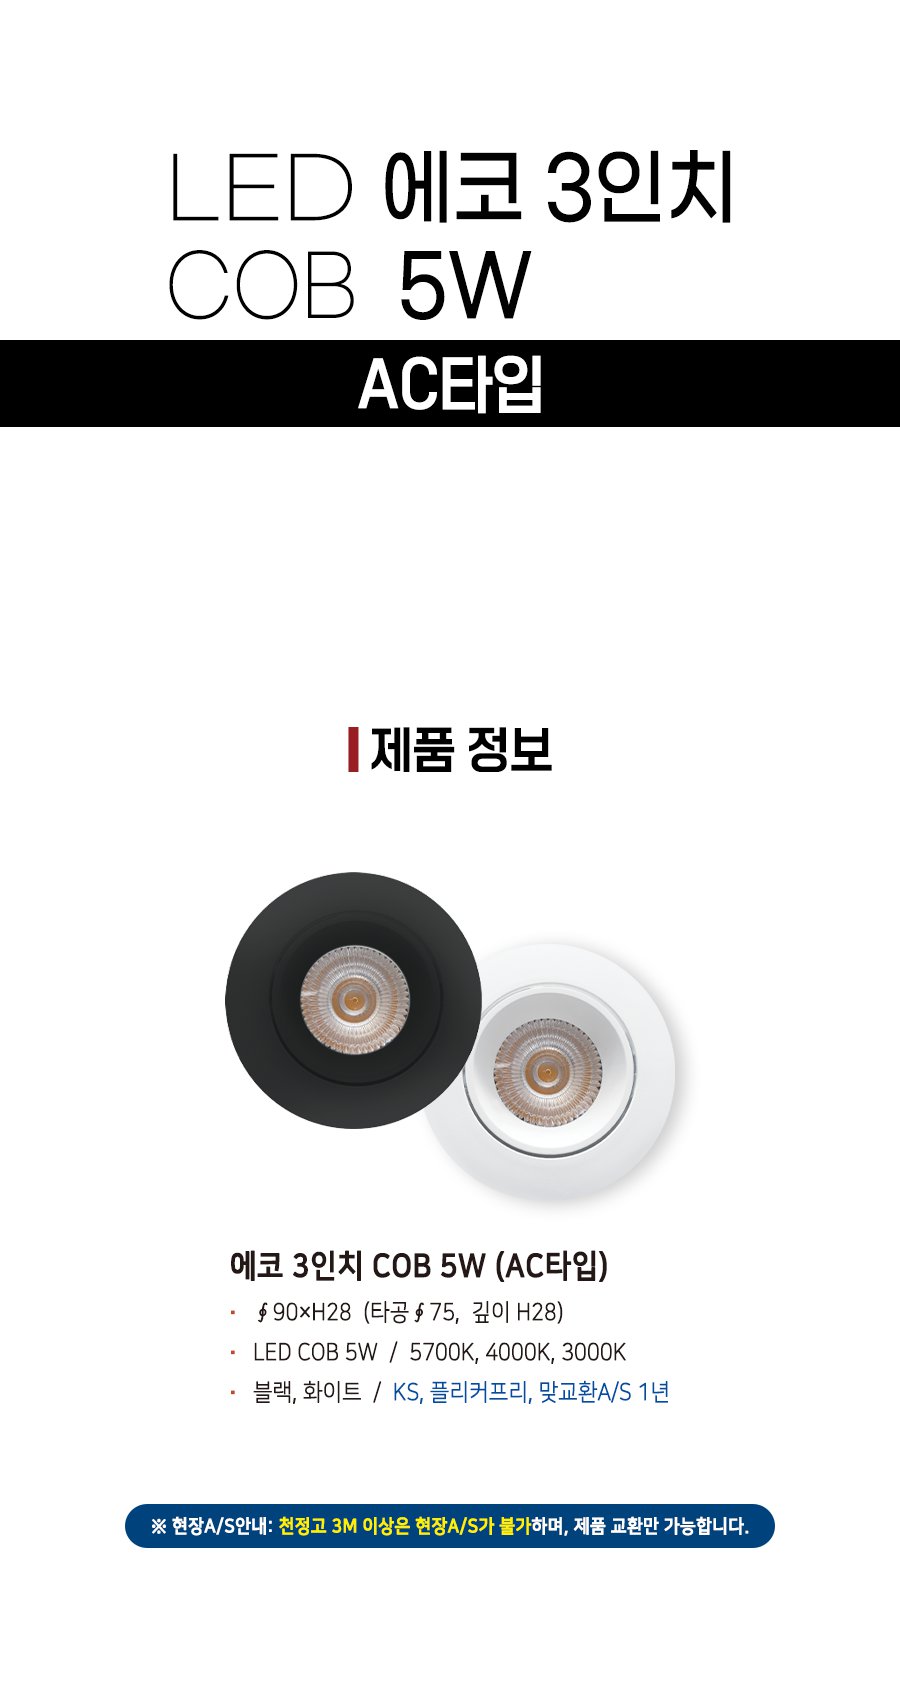 LED 에코 3인치
COB 5W
AC타입
제품 정보
에코 3인치 COB 5W (AC타입)
· ∮90×H28 (타공∮75, 깊이 H28)
· LED COB 5W / 5700K, 4000K, 3000K
· 블랙, 화이트 / KS, 플리커프리, 맞교환A/S 1년
※ 현장A/S안내: 천정고 3M 이상은 현장A/S가 불가하며, 제품 교환만 가능합니다.